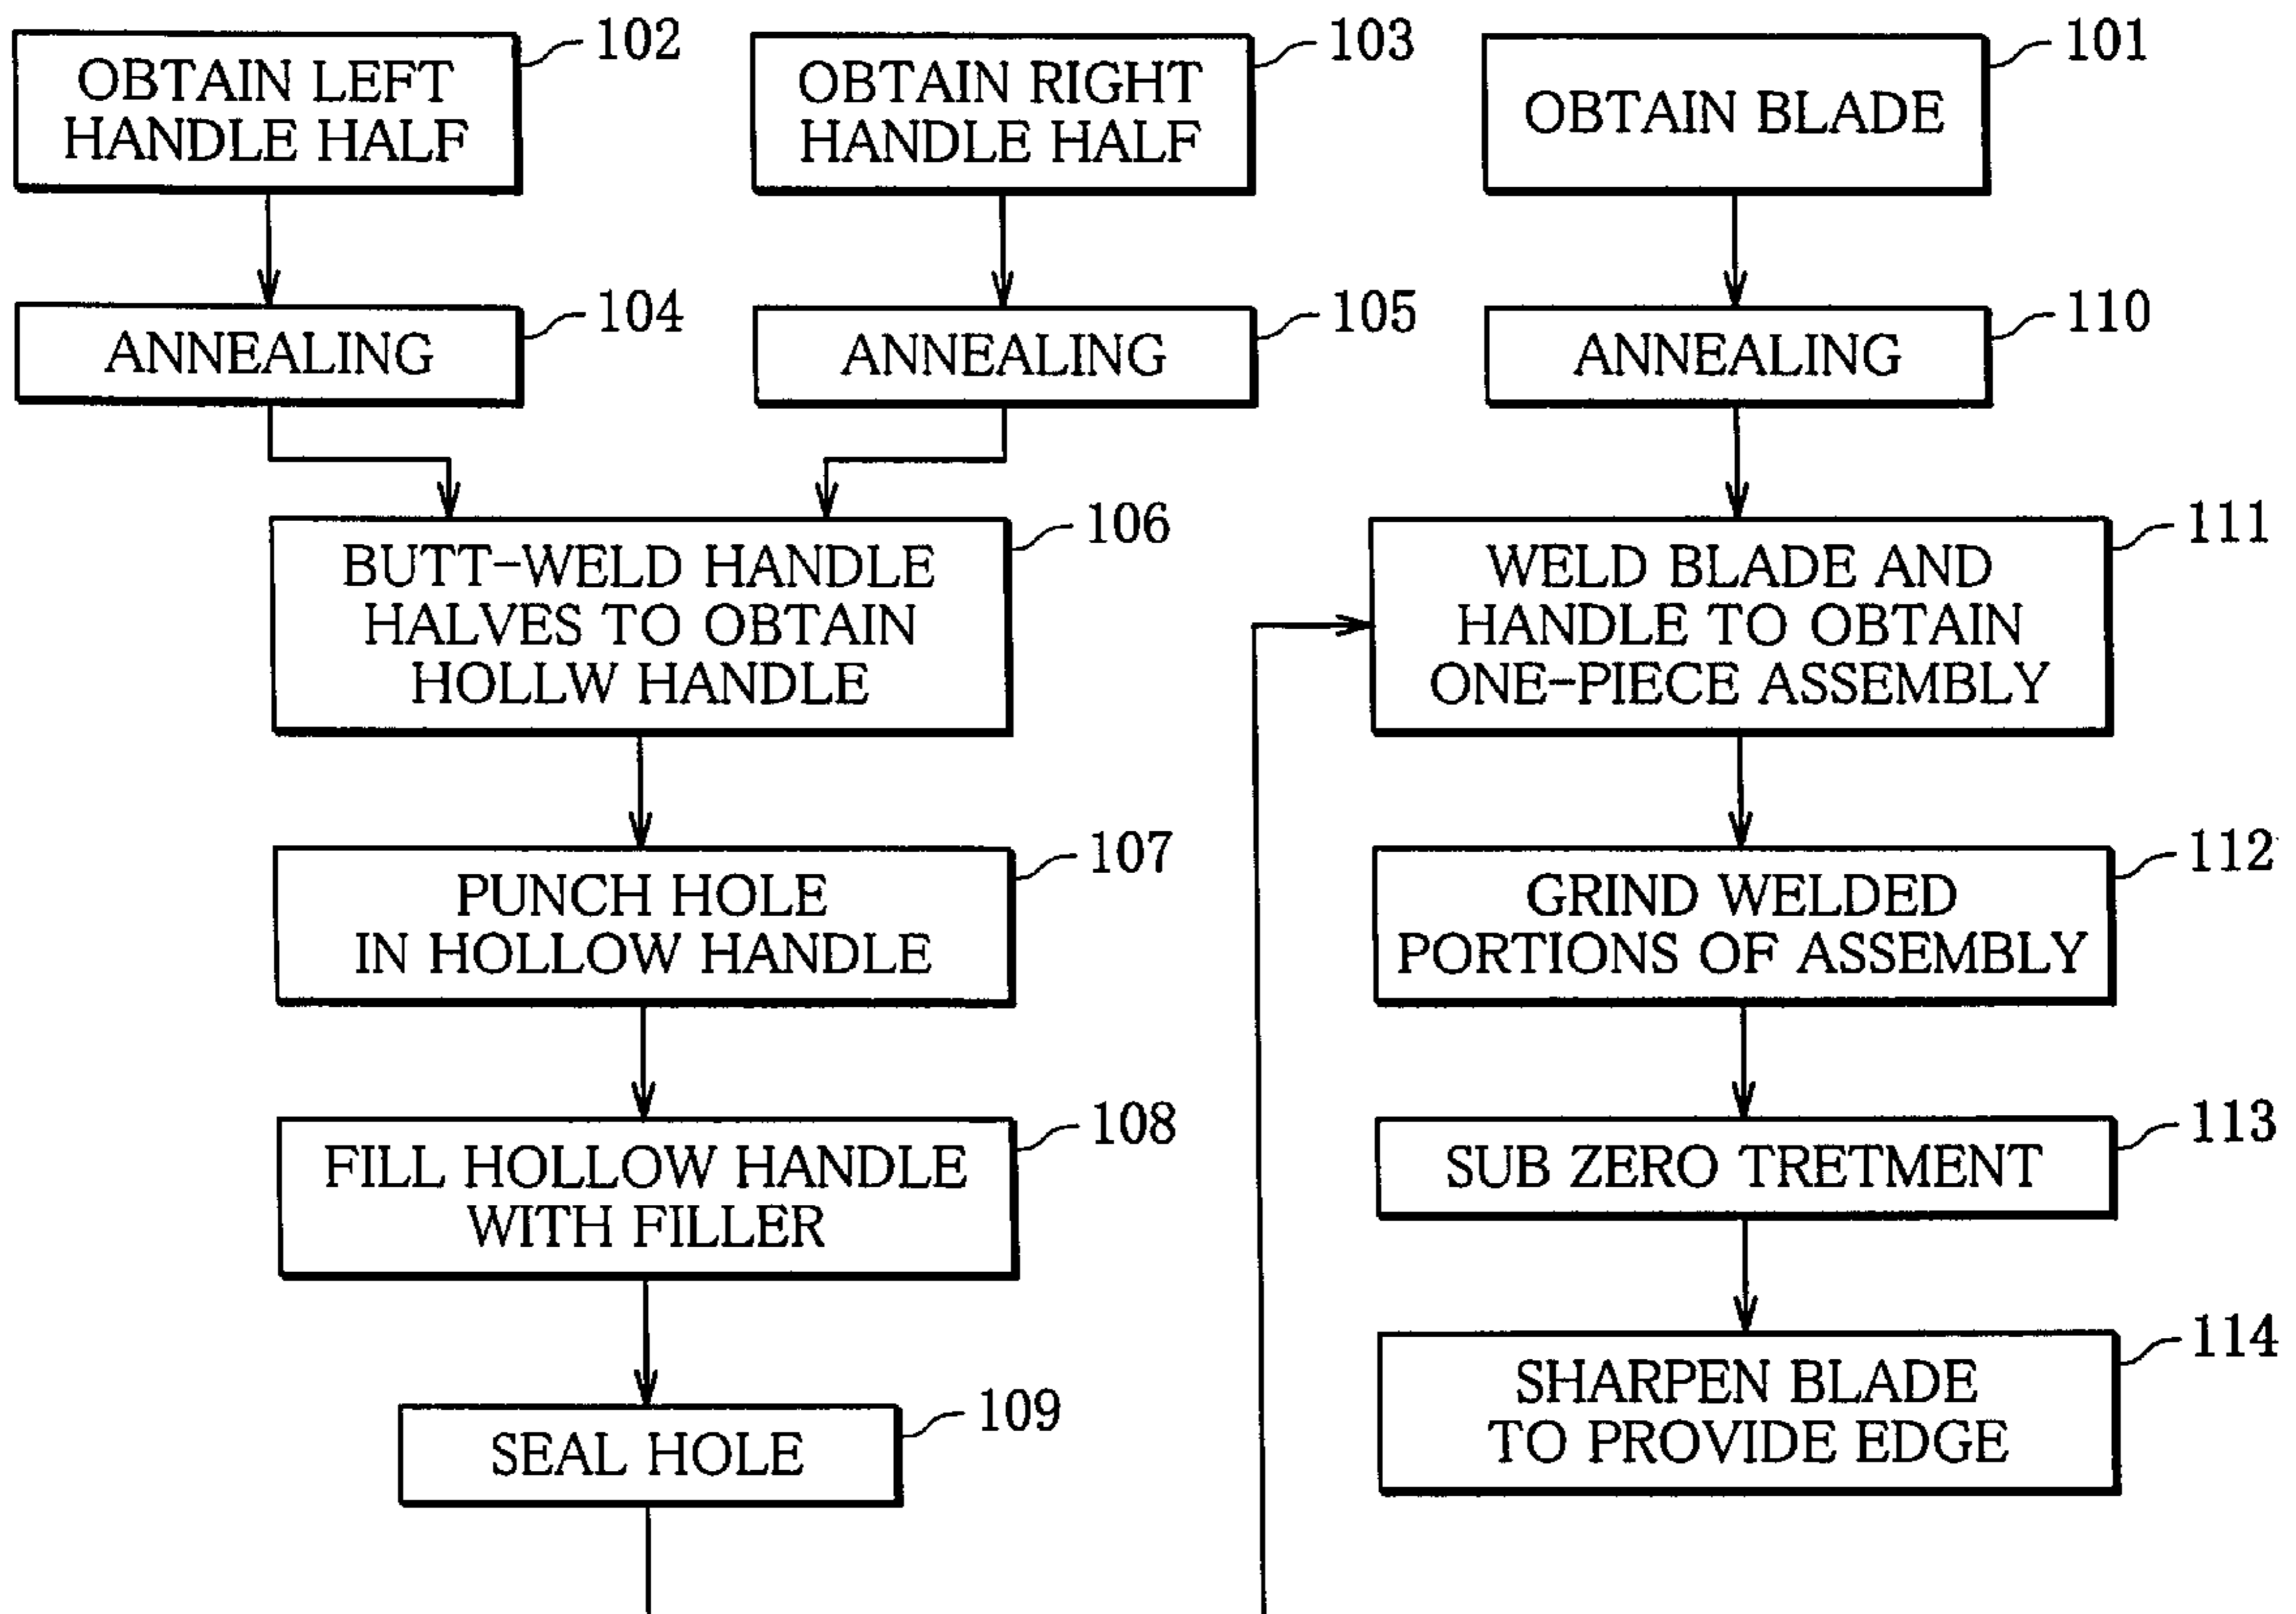 102
OBTAIN LEFT
HANDLE HALF
103
OBTAIN RIGHT
HANDLE HALF
101
OBTAIN BLADE
104
ANNEALING
105
ANNEALING
110
ANNEALING
106
BUTT-WELD HANDLE
HALVES TO OBTAIN
HOLLW HANDLE
107
PUNCH HOLE
IN HOLLOW HANDLE
108
FILL HOLLOW HANDLE
WITH FILLER
109
SEAL HOLE
111
WELD BLADE AND
HANDLE TO OBTAIN
ONE-PIECE ASSEMBLY
112
GRIND WELDED
PORTIONS OF ASSEMBLY
113
SUB ZERO TRETMENT
114
SHARPEN BLADE
TO PROVIDE EDGE